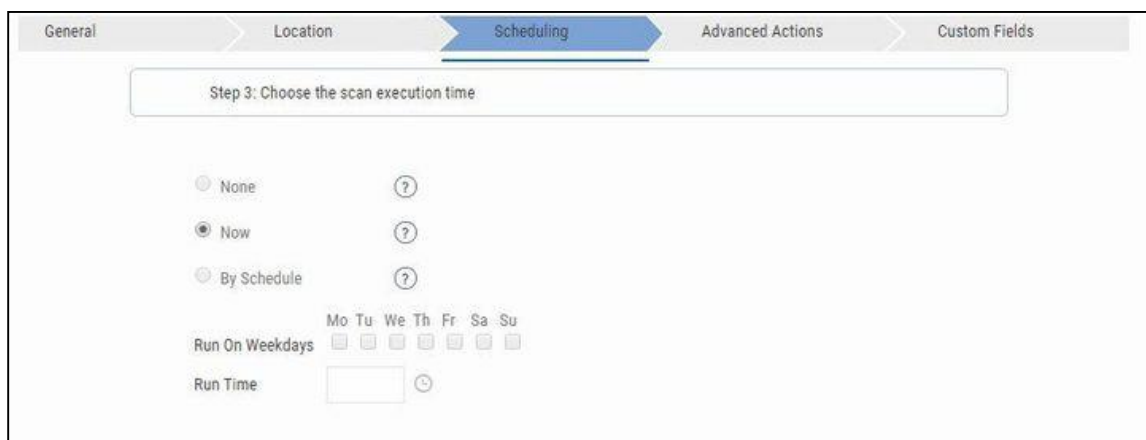 General Location Scheduling Advanced Actions Custom Fields
Step 3: Choose the scan execution time
None ?
Now ?
By Schedule ?
Mo Tu We Th Fr Sa Su
Run On Weekdays
Run Time